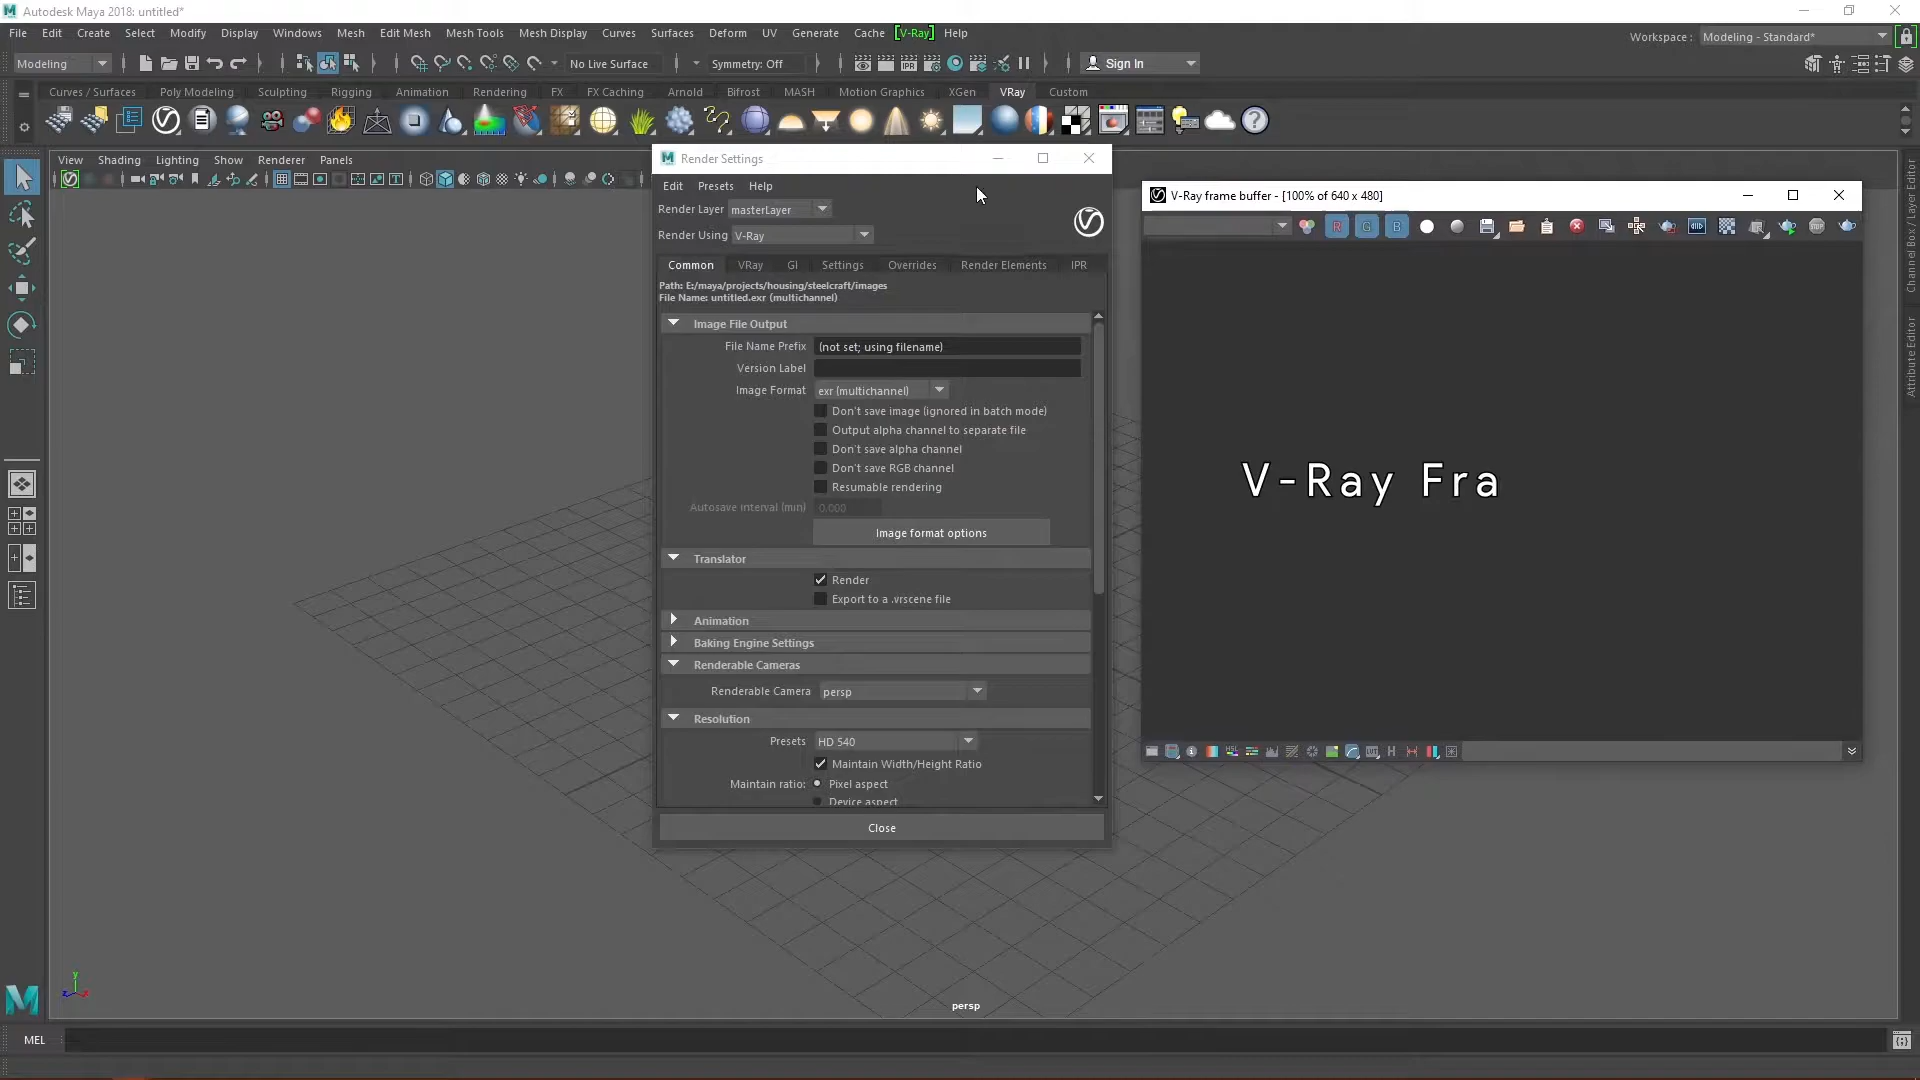 Autodesk Maya 2018: untitled*
File Edit Create Select Modify Display Windows Mesh Edit Mesh Mesh Tools Mesh Display Curves Surfaces Deform UV Generate Cache [V-Ray] Help
Workspace : Modeling - Standard*
Modeling No Live Surface Symmetry: Off IPR Sign In
Curves / Surfaces Poly Modeling Sculpting Rigging Animation Rendering FX FX Caching Arnold Bifrost MASH Motion Graphics XGen VRay Custom
View Shading Lighting Show Renderer Panels
Render Settings
Edit Presets Help
Render Layer masterLayer
Render Using V-Ray
Common VRay GI Settings Overrides Render Elements IPR
Path: E:/maya/projects/housing/steelcraft/images
File Name: untitled.exr (multichannel)
Image File Output
File Name Prefix (not set; using filename)
Version Label
Image Format exr (multichannel)
Don't save image (ignored in batch mode)
Output alpha channel to separate file
Don't save alpha channel
Don't save RGB channel
Resumable rendering
Autosave interval (min) 0.000
Image format options
Translator
Render
Export to a .vrscene file
Animation
Baking Engine Settings
Renderable Cameras
Renderable Camera persp
Resolution
Presets HD 540
Maintain Width/Height Ratio
Maintain ratio: Pixel aspect
Device aspect
Close
V-Ray frame buffer - [100% of 640 x 480]
R G B
V-Ray Fra
H
Channel Box / Layer Editor
Attribute Editor
y
z x
persp
M
MEL